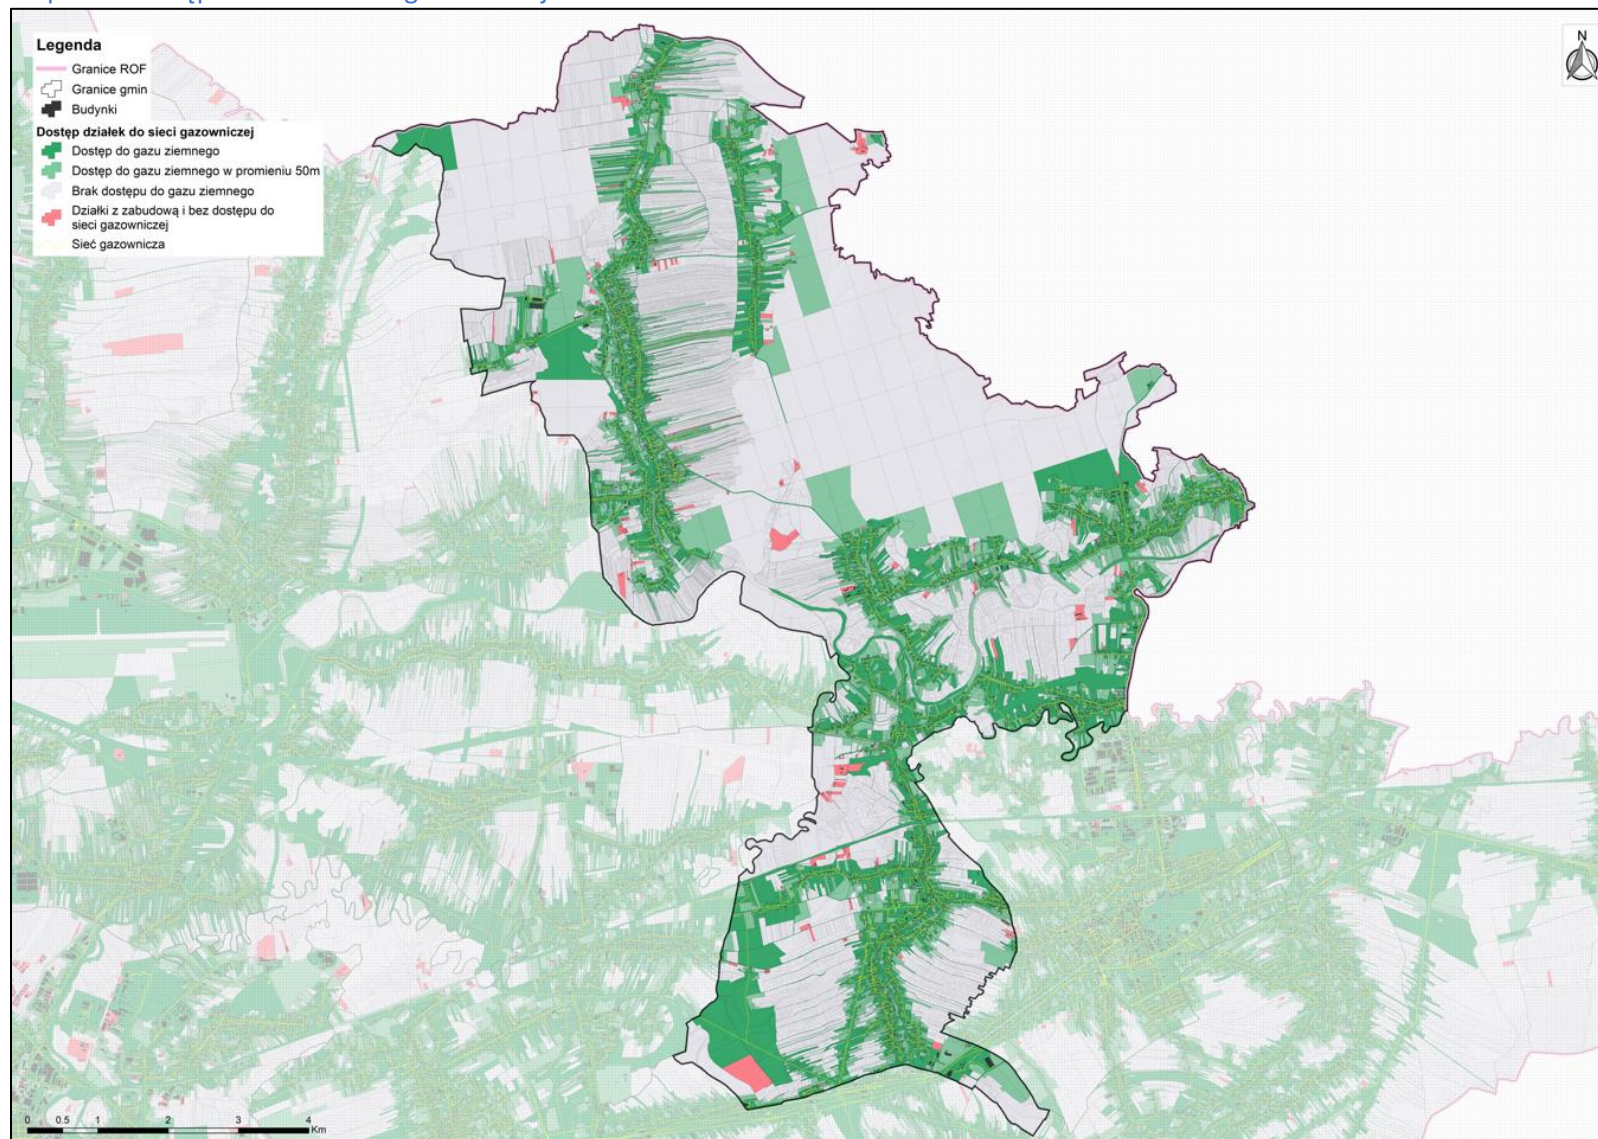 Legenda
Granice ROF
Granice gmin
Budynki
Dostęp działek do sieci gazowniczej
Dostęp do gazu ziemnego
Dostęp do gazu ziemnego w promieniu 50m
Brak dostępu do gazu ziemnego
Działki z zabudową i bez dostępu do
sieci gazowniczej
Sieć gazownicza
N
0 0.5 1 2 3 4
Km